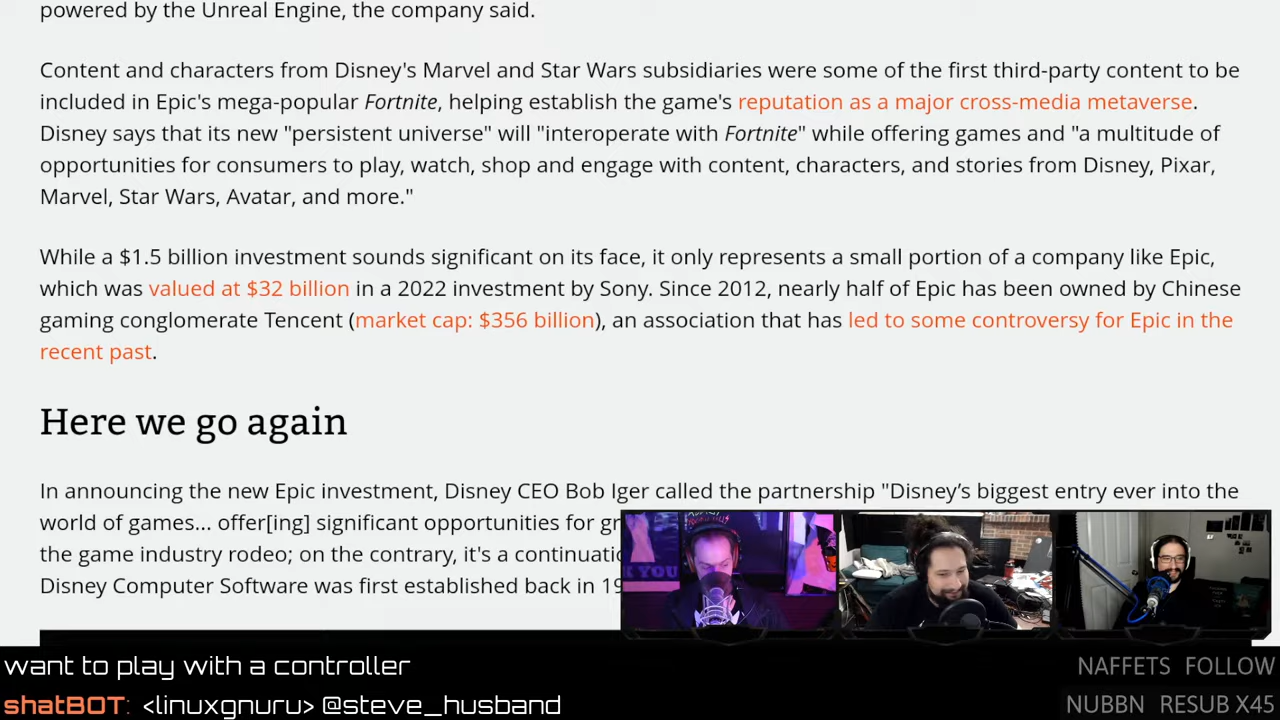 powered by the Unreal Engine, the company said.
Content and characters from Disney's Marvel and Star Wars subsidiaries were some of the first third-party content to be
included in Epic's mega-popular Fortnite, helping establish the game's reputation as a major cross-media metaverse.
Disney says that its new "persistent universe" will "interoperate with Fortnite" while offering games and "a multitude of
opportunities for consumers to play, watch, shop and engage with content, characters, and stories from Disney, Pixar,
Marvel, Star Wars, Avatar, and more."
While a $1.5 billion investment sounds significant on its face, it only represents a small portion of a company like Epic,
which was valued at $32 billion in a 2022 investment by Sony. Since 2012, nearly half of Epic has been owned by Chinese
gaming conglomerate Tencent (market cap: $356 billion), an association that has led to some controversy for Epic in the
recent past.
Here we go again
In announcing the new Epic investment, Disney CEO Bob Iger called the partnership "Disney’s biggest entry ever into the
world of games... offer[ing] significant opportunities for gr
the game industry rodeo; on the contrary, it's a continuatio
Disney Computer Software was first established back in 19
K YOU
want to play with a controller
NAFFETS FOLLOW
shatBOT: <linuxgnuru> @steve_husband
NUBBN RESUB X45